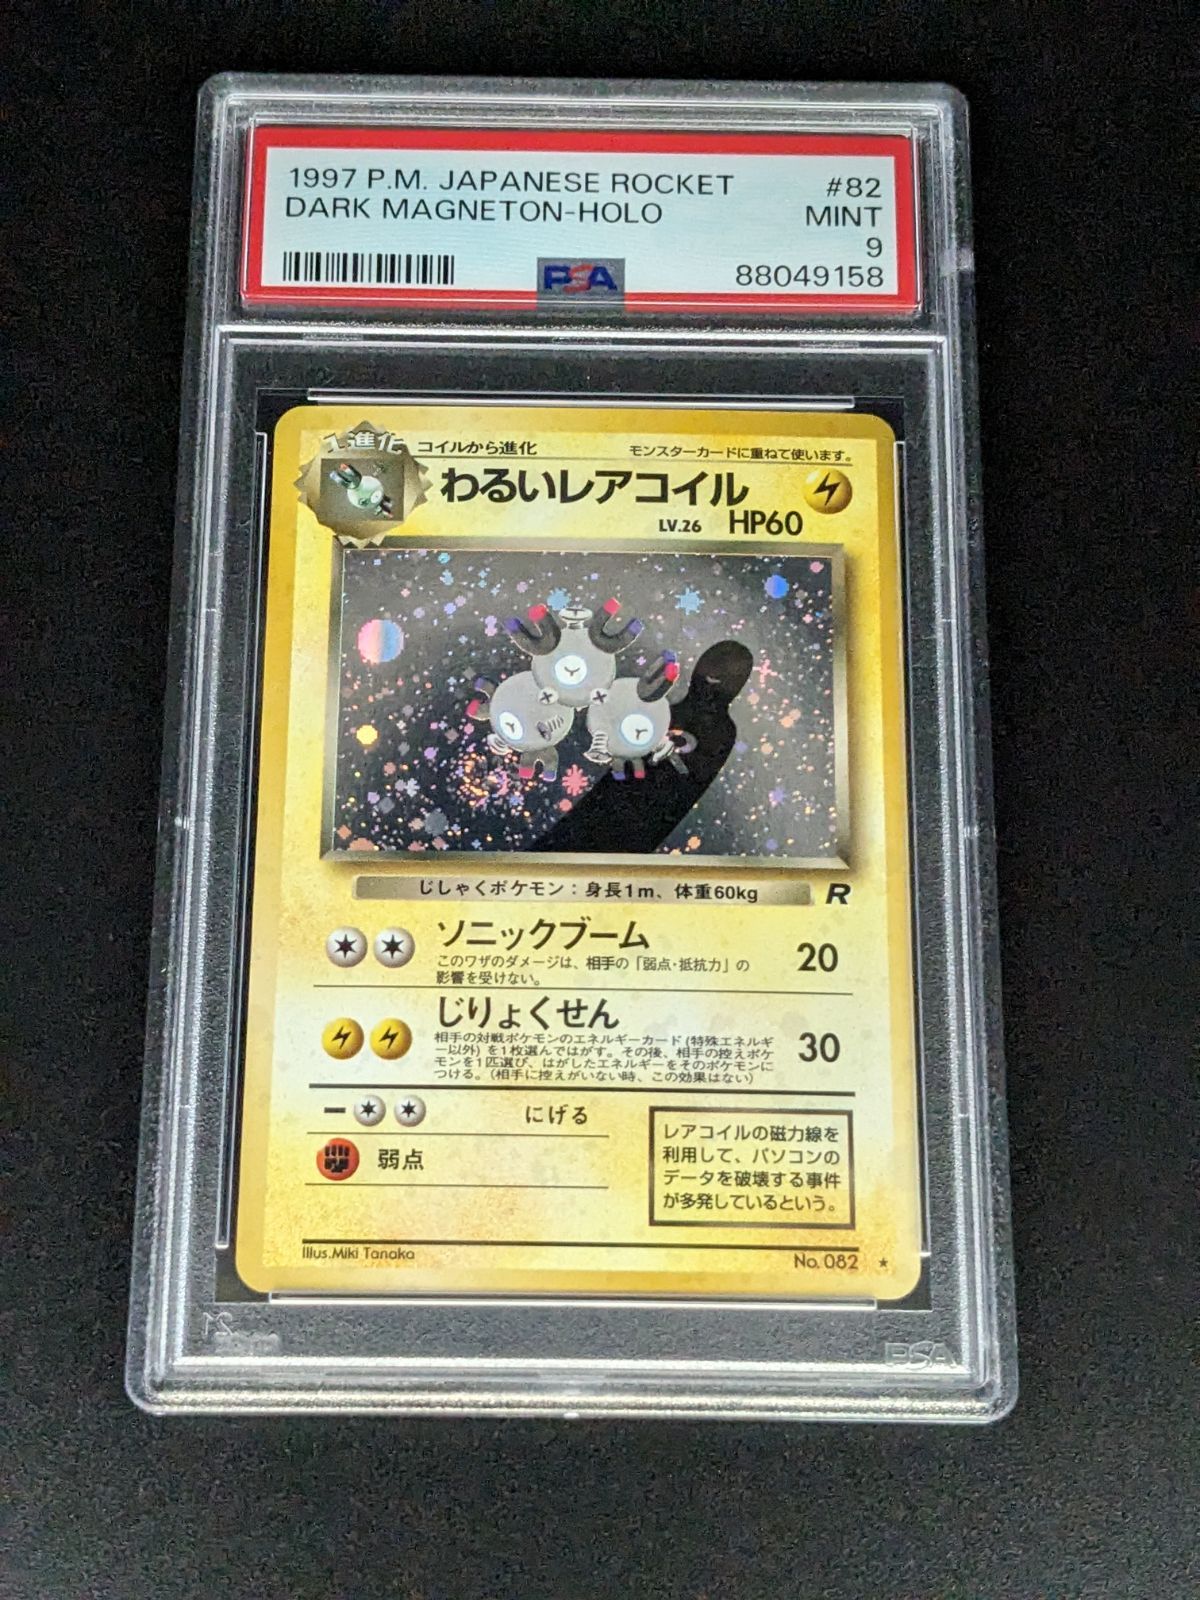 1997 P.M. JAPANESE ROCKET #82
DARK MAGNETON-HOLO MINT
9
PSA 88049158
1進化 コイルから進化 モンスターカードに重ねて使います。
わるいレアコイル
LV.26 HP60
じしゃくポケモン：身長1m、体重60kg R
ソニックブーム 20
このワザのダメージは、相手の「弱点・抵抗力」の
影響を受けない。
じりょくせん 30
相手の対戦ポケモンのエネルギーカード(特殊エネルギ
ー以外)を1枚選んではがす。その後、相手の控えポケ
モンを1匹選び、はがしたエネルギーをそのポケモンに
つける。(相手に控えがいない時、この効果はない)
ー にげる
弱点
レアコイルの磁力線を
利用して、パソコンの
データを破壊する事件
が多発しているという。
Illus.Miki Tanaka No.082 ★
PSA